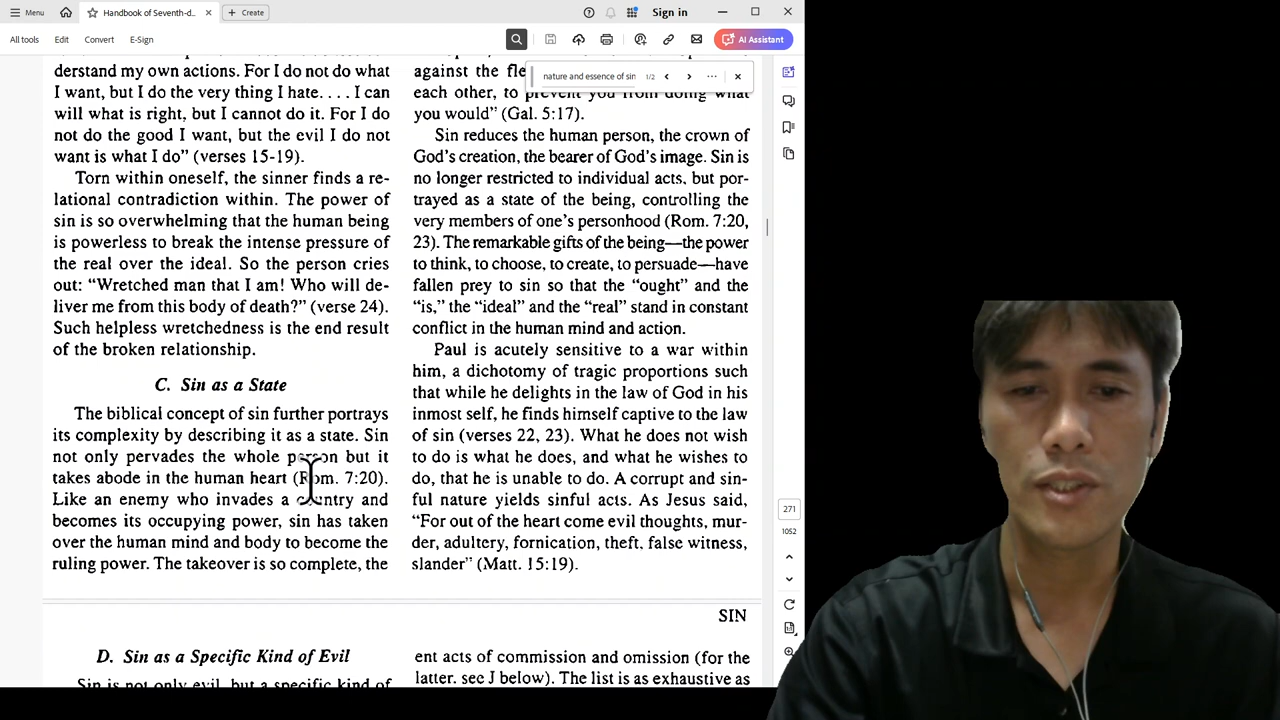 Menu
Handbook of Seventh-d...
Create
Sign in
All tools
Edit
Convert
E-Sign
AI Assistant
nature and essence of sin
1/2
derstand my own actions. For I do not do what
I want, but I do the very thing I hate. . . . I can
will what is right, but I cannot do it. For I do
not do the good I want, but the evil I do not
want is what I do” (verses 15-19).
Torn within oneself, the sinner finds a re-
lational contradiction within. The power of
sin is so overwhelming that the human being
is powerless to break the intense pressure of
the real over the ideal. So the person cries
out: “Wretched man that I am! Who will de-
liver me from this body of death?” (verse 24).
Such helpless wretchedness is the end result
of the broken relationship.
C. Sin as a State
The biblical concept of sin further portrays
its complexity by describing it as a state. Sin
not only pervades the whole person but it
takes abode in the human heart (Rom. 7:20).
Like an enemy who invades a country and
becomes its occupying power, sin has taken
over the human mind and body to become the
ruling power. The takeover is so complete, the
against the fle
each other, to prevent you from doing what
you would” (Gal. 5:17).
Sin reduces the human person, the crown of
God’s creation, the bearer of God’s image. Sin is
no longer restricted to individual acts, but por-
trayed as a state of the being, controlling the
very members of one’s personhood (Rom. 7:20,
23). The remarkable gifts of the being—the power
to think, to choose, to create, to persuade—have
fallen prey to sin so that the “ought” and the
“is,” the “ideal” and the “real” stand in constant
conflict in the human mind and action.
Paul is acutely sensitive to a war within
him, a dichotomy of tragic proportions such
that while he delights in the law of God in his
inmost self, he finds himself captive to the law
of sin (verses 22, 23). What he does not wish
to do is what he does, and what he wishes to
do, that he is unable to do. A corrupt and sin-
ful nature yields sinful acts. As Jesus said,
“For out of the heart come evil thoughts, mur-
der, adultery, fornication, theft, false witness,
slander” (Matt. 15:19).
271
1052
SIN
D. Sin as a Specific Kind of Evil
Sin is not only evil, but a specific kind of
ent acts of commission and omission (for the
latter, see J below). The list is as exhaustive as